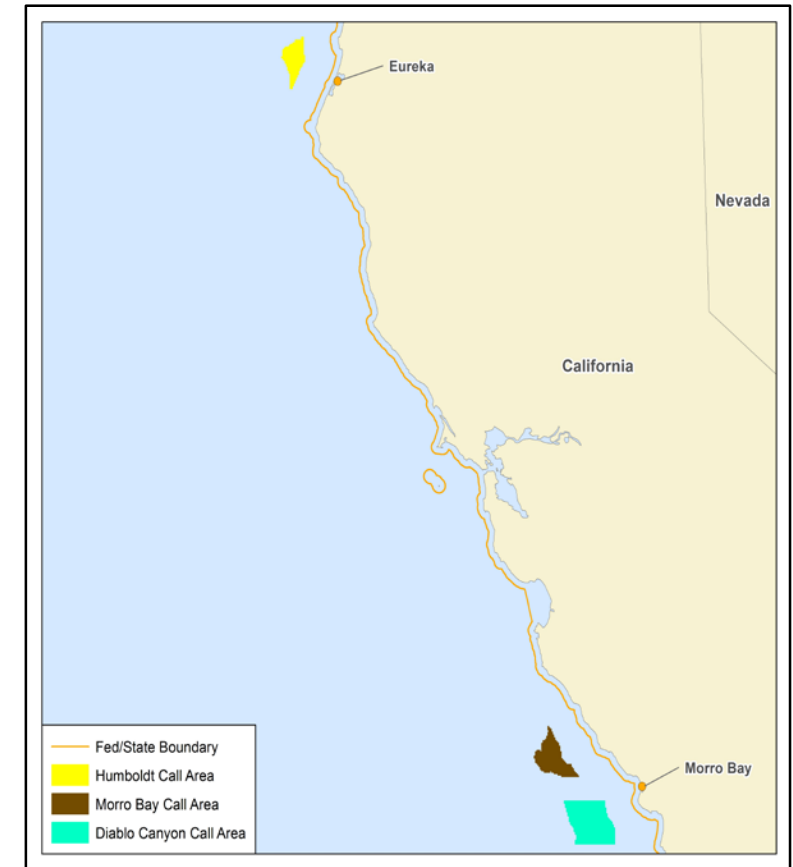 Eureka
Nevada
California
Morro Bay
Fed/State Boundary
Humboldt Call Area
Morro Bay Call Area
Diablo Canyon Call Area